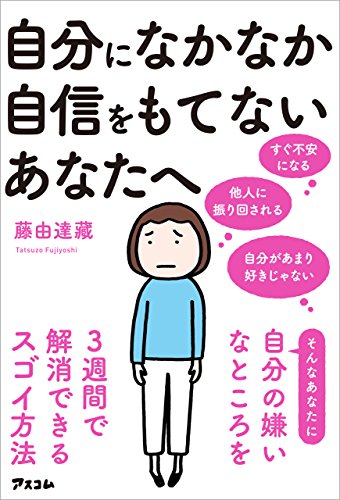 自分になかなか
自信をもてない
あなたへ
すぐ不安
になる
他人に
振り回される
自分があまり
好きじゃない
藤由達藏
Tatsuzo Fujiyoshi
そんなあなたに
自分の嫌い
なところを
3週間で
解消できる
スゴイ方法
アスコム